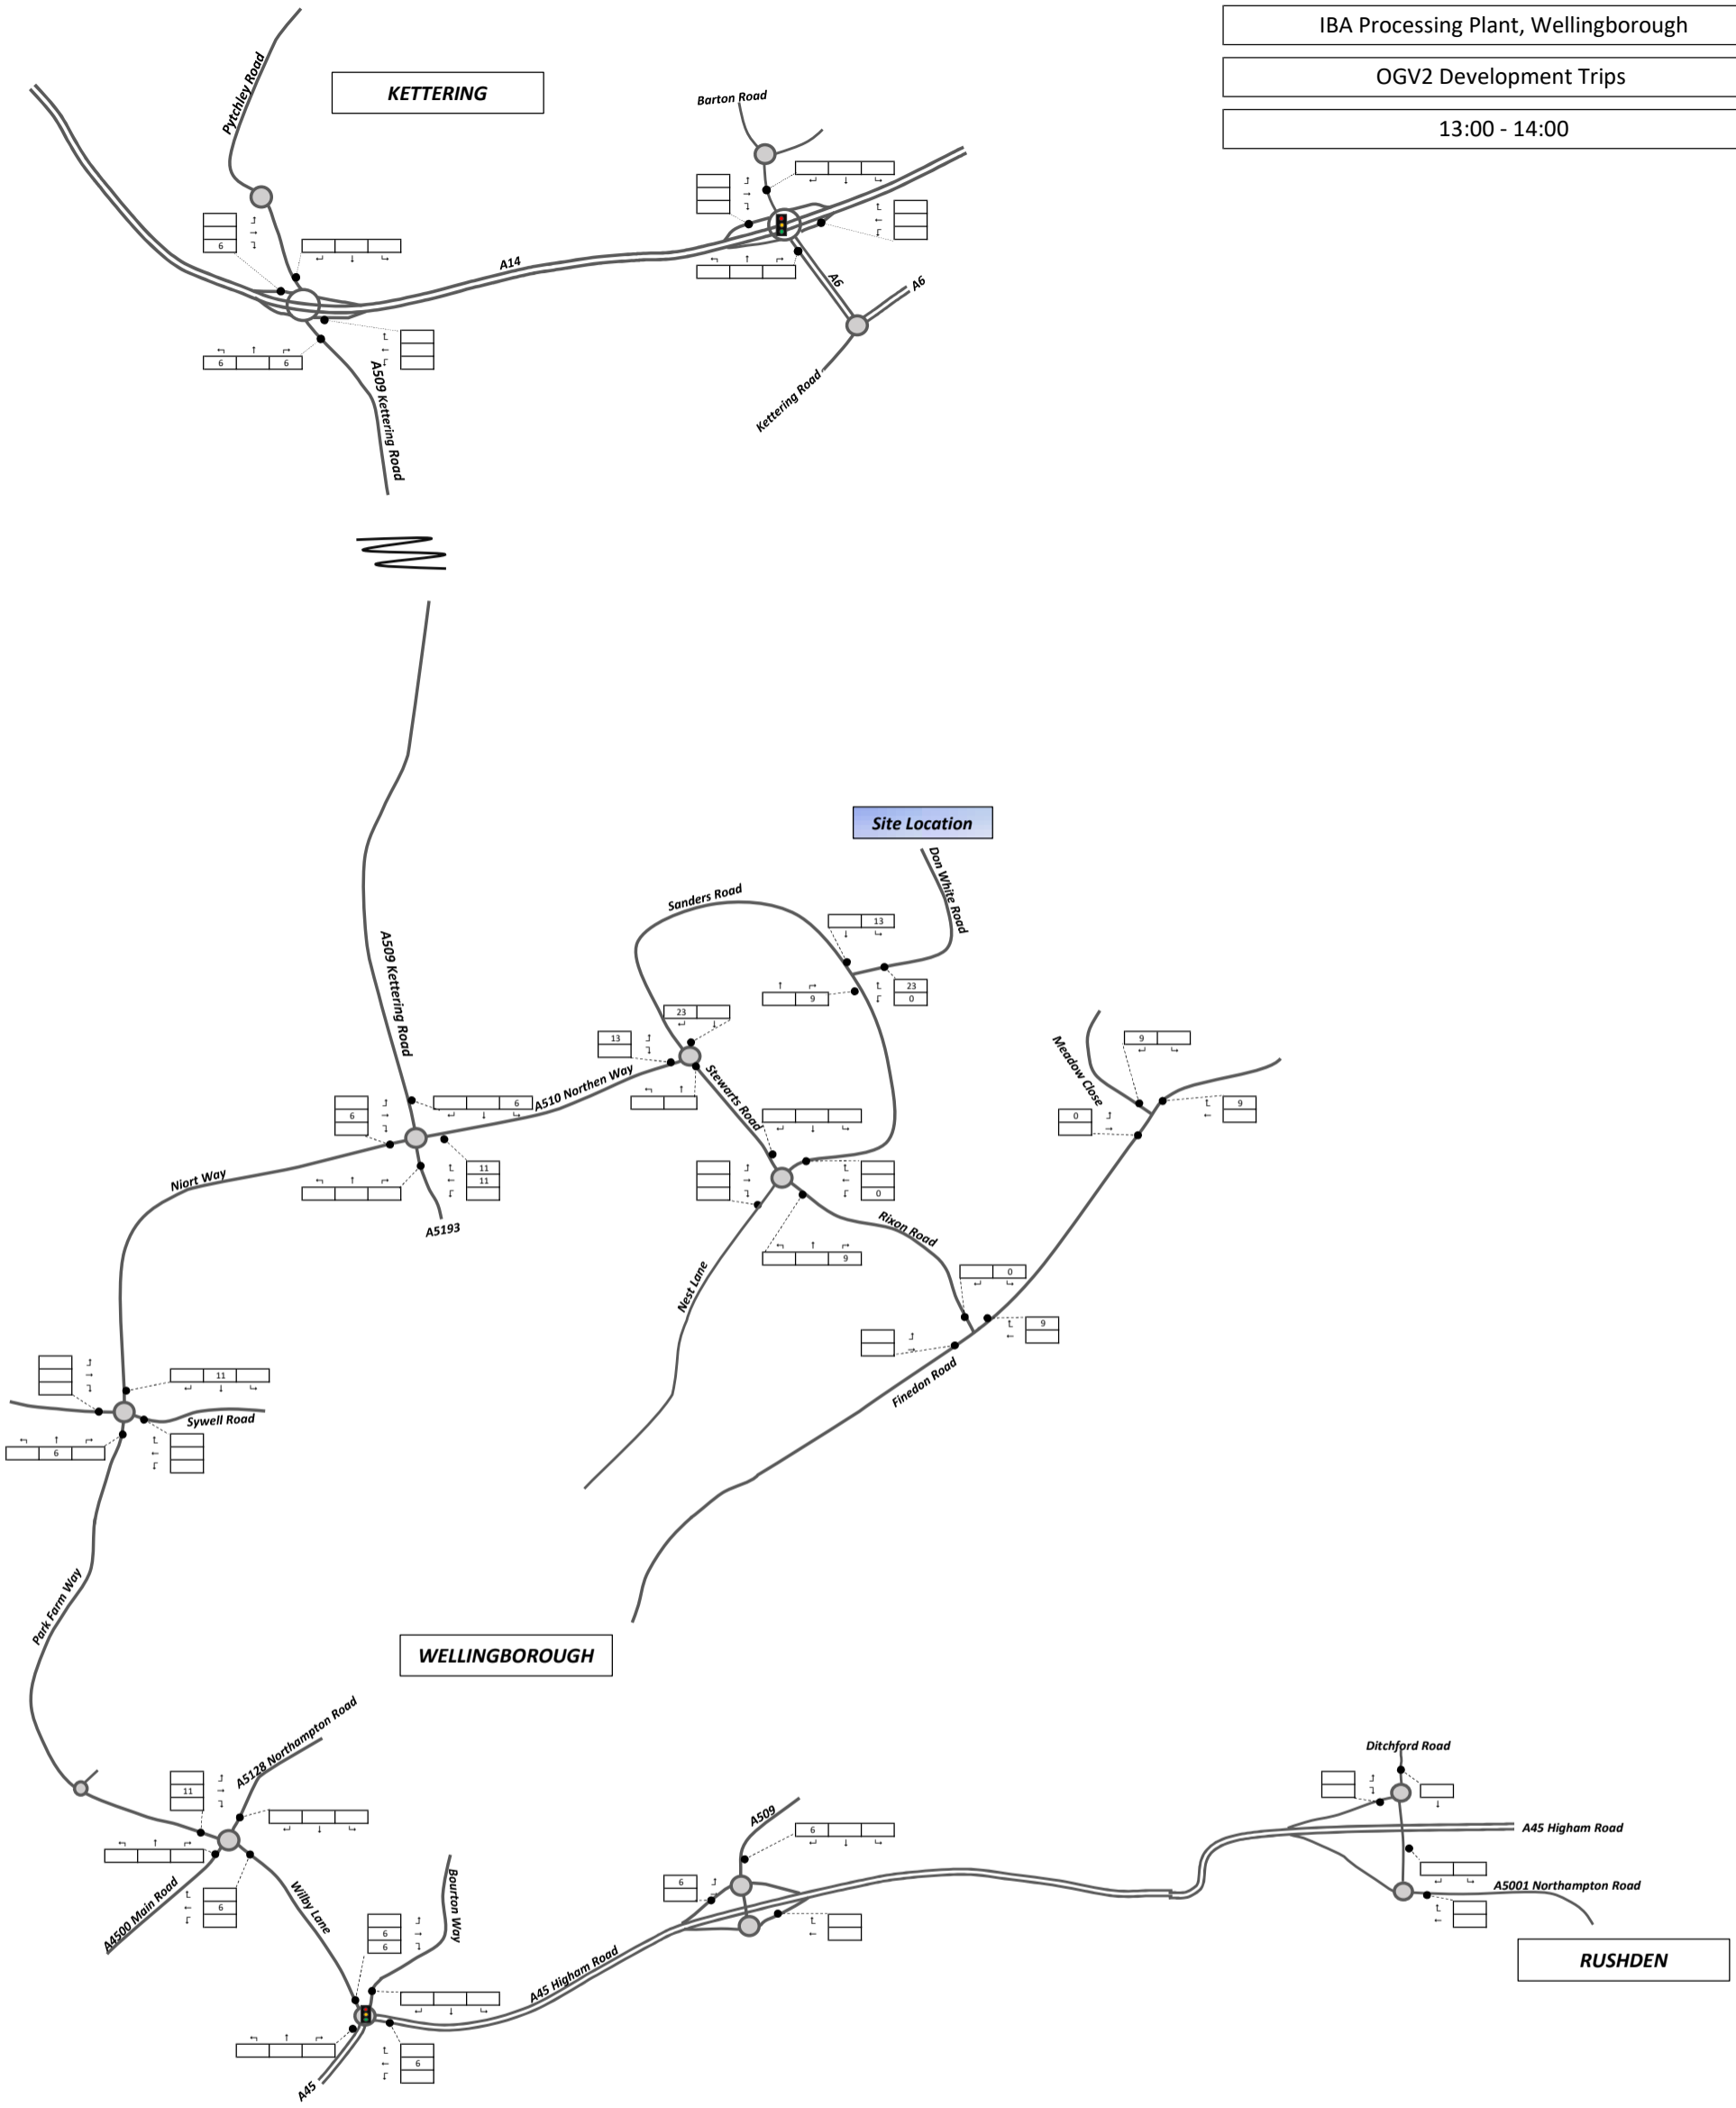 IBA Processing Plant, Wellingborough
OGV2 Development Trips
13:00 - 14:00
KETTERING
Pytchley Road
Barton Road
6
A14
A6
A6
6 6
A509 Kettering Road
Kettering Road
Site Location
Don White Road
Sanders Road
13
A509 Kettering Road
23
0
9
23
13
Meadow Close
9
Stewarts Road
A510 Northen Way
6
6
0
9
11
11
Niort Way
0
A5193
Rixon Road
9
Nest Lane
0
9
Finedon Road
11
Sywell Road
6
Park Farm Way
WELLINGBOROUGH
A5128 Northampton Road
Ditchford Road
11
A509
6
A45 Higham Road
6
A5001 Northampton Road
A4500 Main Road
6
Wilby Lane
Bourton Way
6
6
A45 Higham Road
RUSHDEN
6
A45